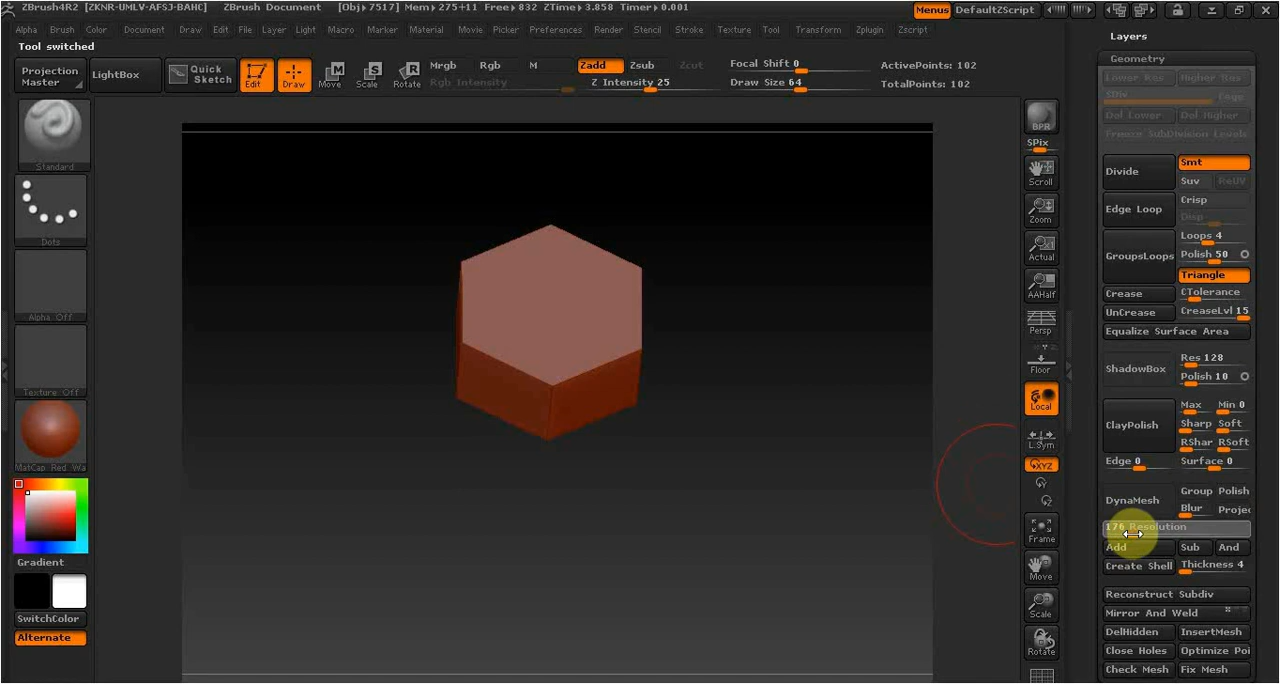 ZBrush4R2 [ZKNR-UMLV-AFSJ-BAHC] ZBrush Document [Obj▸7517] Mem▸275+11 Free▸832 ZTime▸3.858 Timer▸0.001 Menus DefaultZScript
Alpha Brush Color Document Draw Edit File Layer Light Macro Marker Material Movie Picker Preferences Render Stencil Stroke Texture Tool Transform Zplugin Zscript
Tool switched
Projection Master
LightBox
Quick Sketch
Edit
Draw
Move
Scale
Rotate
Mrgb Rgb M
Rgb Intensity
Zadd Zsub Zcut
Z Intensity 25
Focal Shift 0
Draw Size 64
ActivePoints: 102
TotalPoints: 102
Standard
Dots
Alpha Off
Texture Off
MatCap Red Wa
Gradient
SwitchColor
Alternate
BPR
SPix
Scroll
Zoom
Actual
AAHalf
Persp
Floor
Local
L.Sym
XYZ
Y
Z
Frame
Move
Scale
Rotate
Layers
Geometry
Lower Res Higher Res
SDiv Cage
Del Lower Del Higher
Freeze SubDivision Levels
Divide Smt
Suv ReUV
Edge Loop Crisp
Disp
Loops 4
GroupsLoops Polish 50
Triangle
Crease CTolerance
UnCrease CreaseLvl 15
Equalize Surface Area
ShadowBox Res 128
Polish 10
Max Min 0
ClayPolish Sharp Soft
RShar RSoft
Edge 0 Surface 0
DynaMesh Group Polish
Blur Projec
176 Resolution
Add Sub And
Create Shell Thickness 4
Reconstruct Subdiv
Mirror And Weld
DelHidden InsertMesh
Close Holes Optimize Poi
Check Mesh Fix Mesh